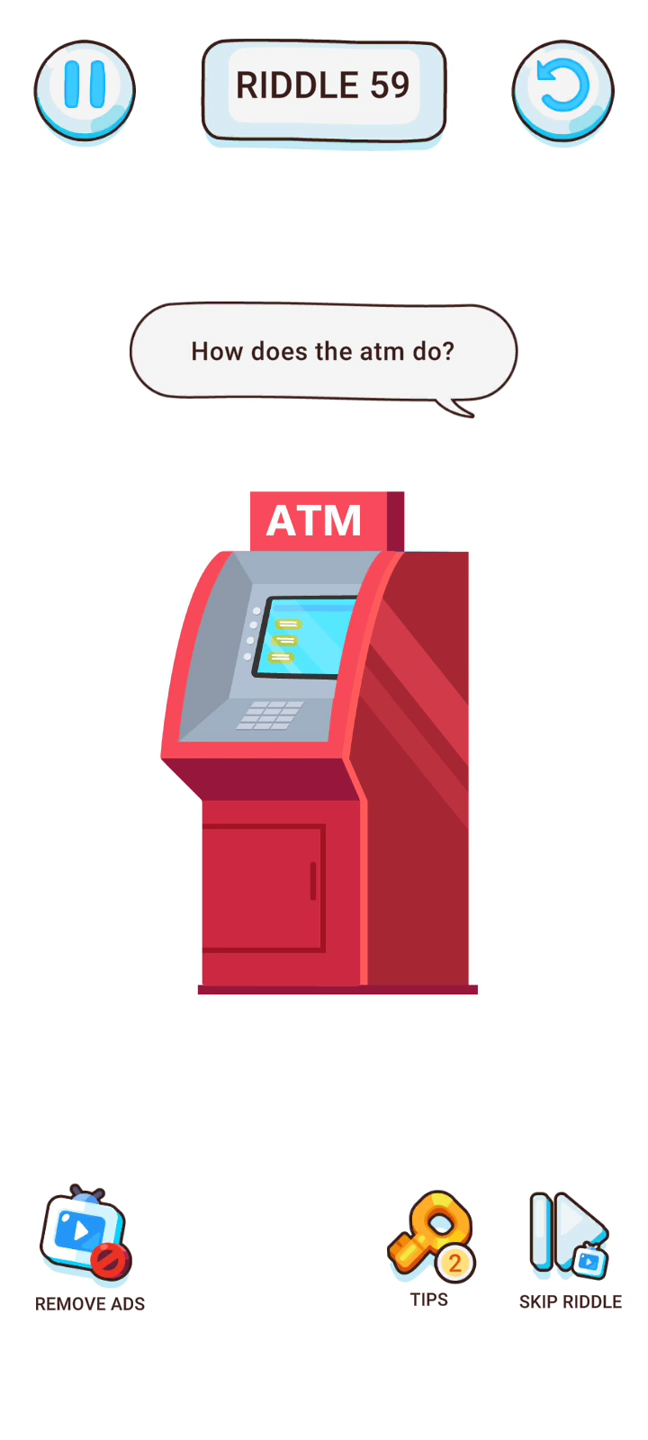 RIDDLE 59
How does the atm do?
ATM
2
REMOVE ADS
TIPS
SKIP RIDDLE